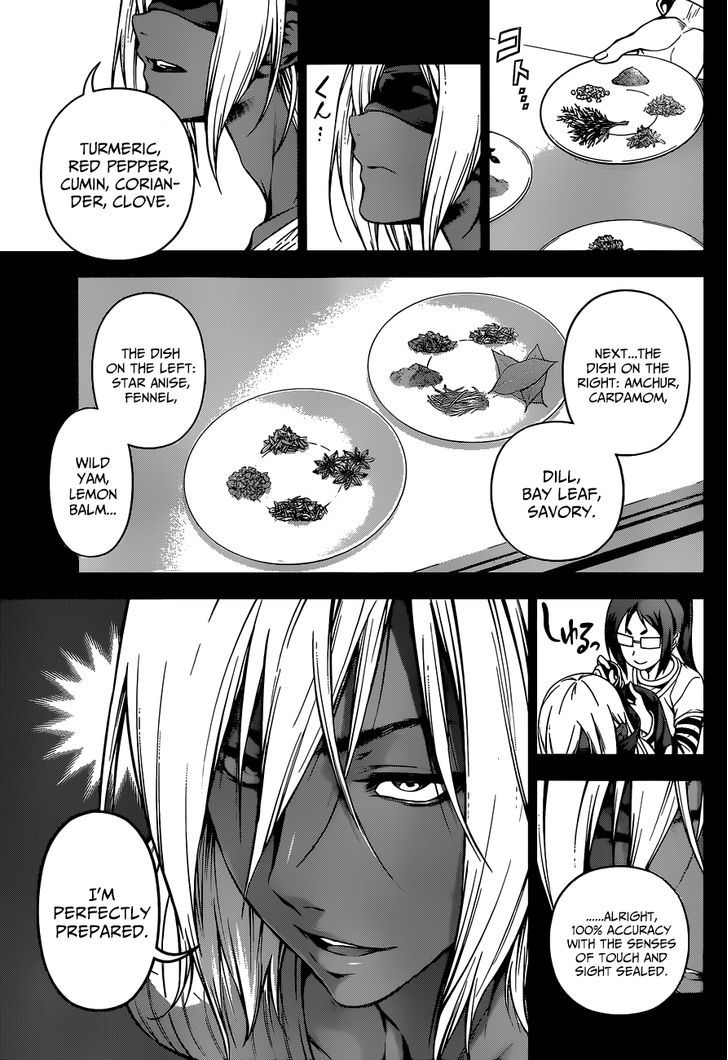 コト…
くん…
TURMERIC,
RED PEPPER,
CUMIN, CORIAN-
DER, CLOVE.
NEXT...THE
DISH ON THE
RIGHT: AMCHUR,
CARDAMOM,
DILL,
BAY LEAF,
SAVORY.
THE DISH
ON THE LEFT:
STAR ANISE,
FENNEL,
WILD
YAM,
LEMON
BALM...
しゅるっ
......ALRIGHT,
100% ACCURACY
WITH THE SENSES
OF TOUCH AND
SIGHT SEALED.
I'M
PERFECTLY
PREPARED.